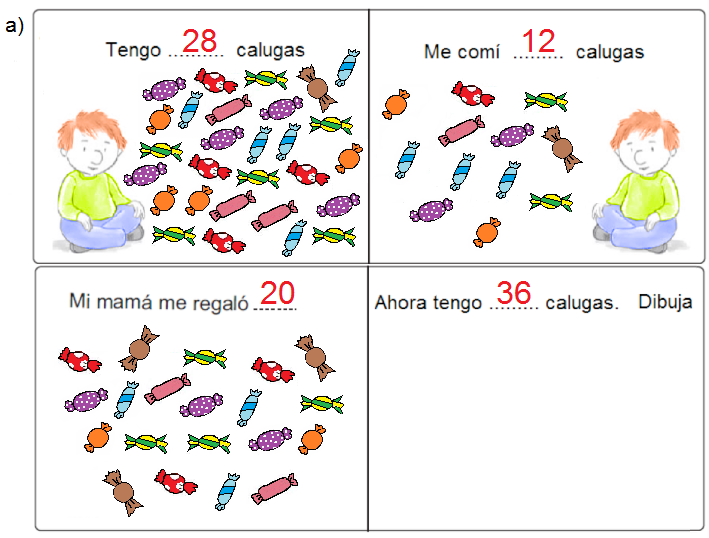 a)
Tengo 28 calugas
Me comí 12 calugas
Mi mamá me regaló 20
Ahora tengo 36 calugas. Dibuja